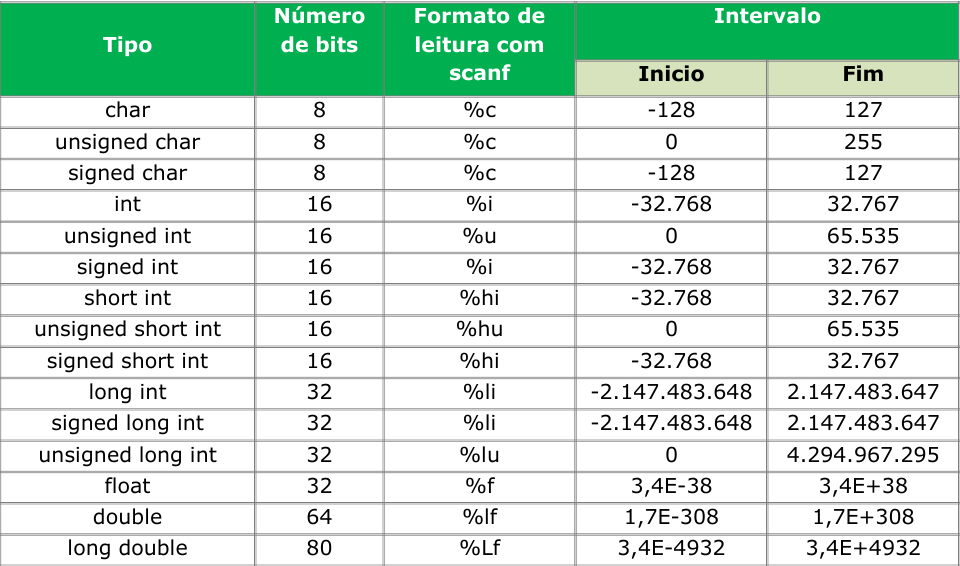 Tipo Número de bits Formato de leitura com scanf Intervalo
Inicio Fim
char 8 %c -128 127
unsigned char 8 %c 0 255
signed char 8 %c -128 127
int 16 %i -32.768 32.767
unsigned int 16 %u 0 65.535
signed int 16 %i -32.768 32.767
short int 16 %hi -32.768 32.767
unsigned short int 16 %hu 0 65.535
signed short int 16 %hi -32.768 32.767
long int 32 %li -2.147.483.648 2.147.483.647
signed long int 32 %li -2.147.483.648 2.147.483.647
unsigned long int 32 %lu 0 4.294.967.295
float 32 %f 3,4E-38 3,4E+38
double 64 %lf 1,7E-308 1,7E+308
long double 80 %Lf 3,4E-4932 3,4E+4932